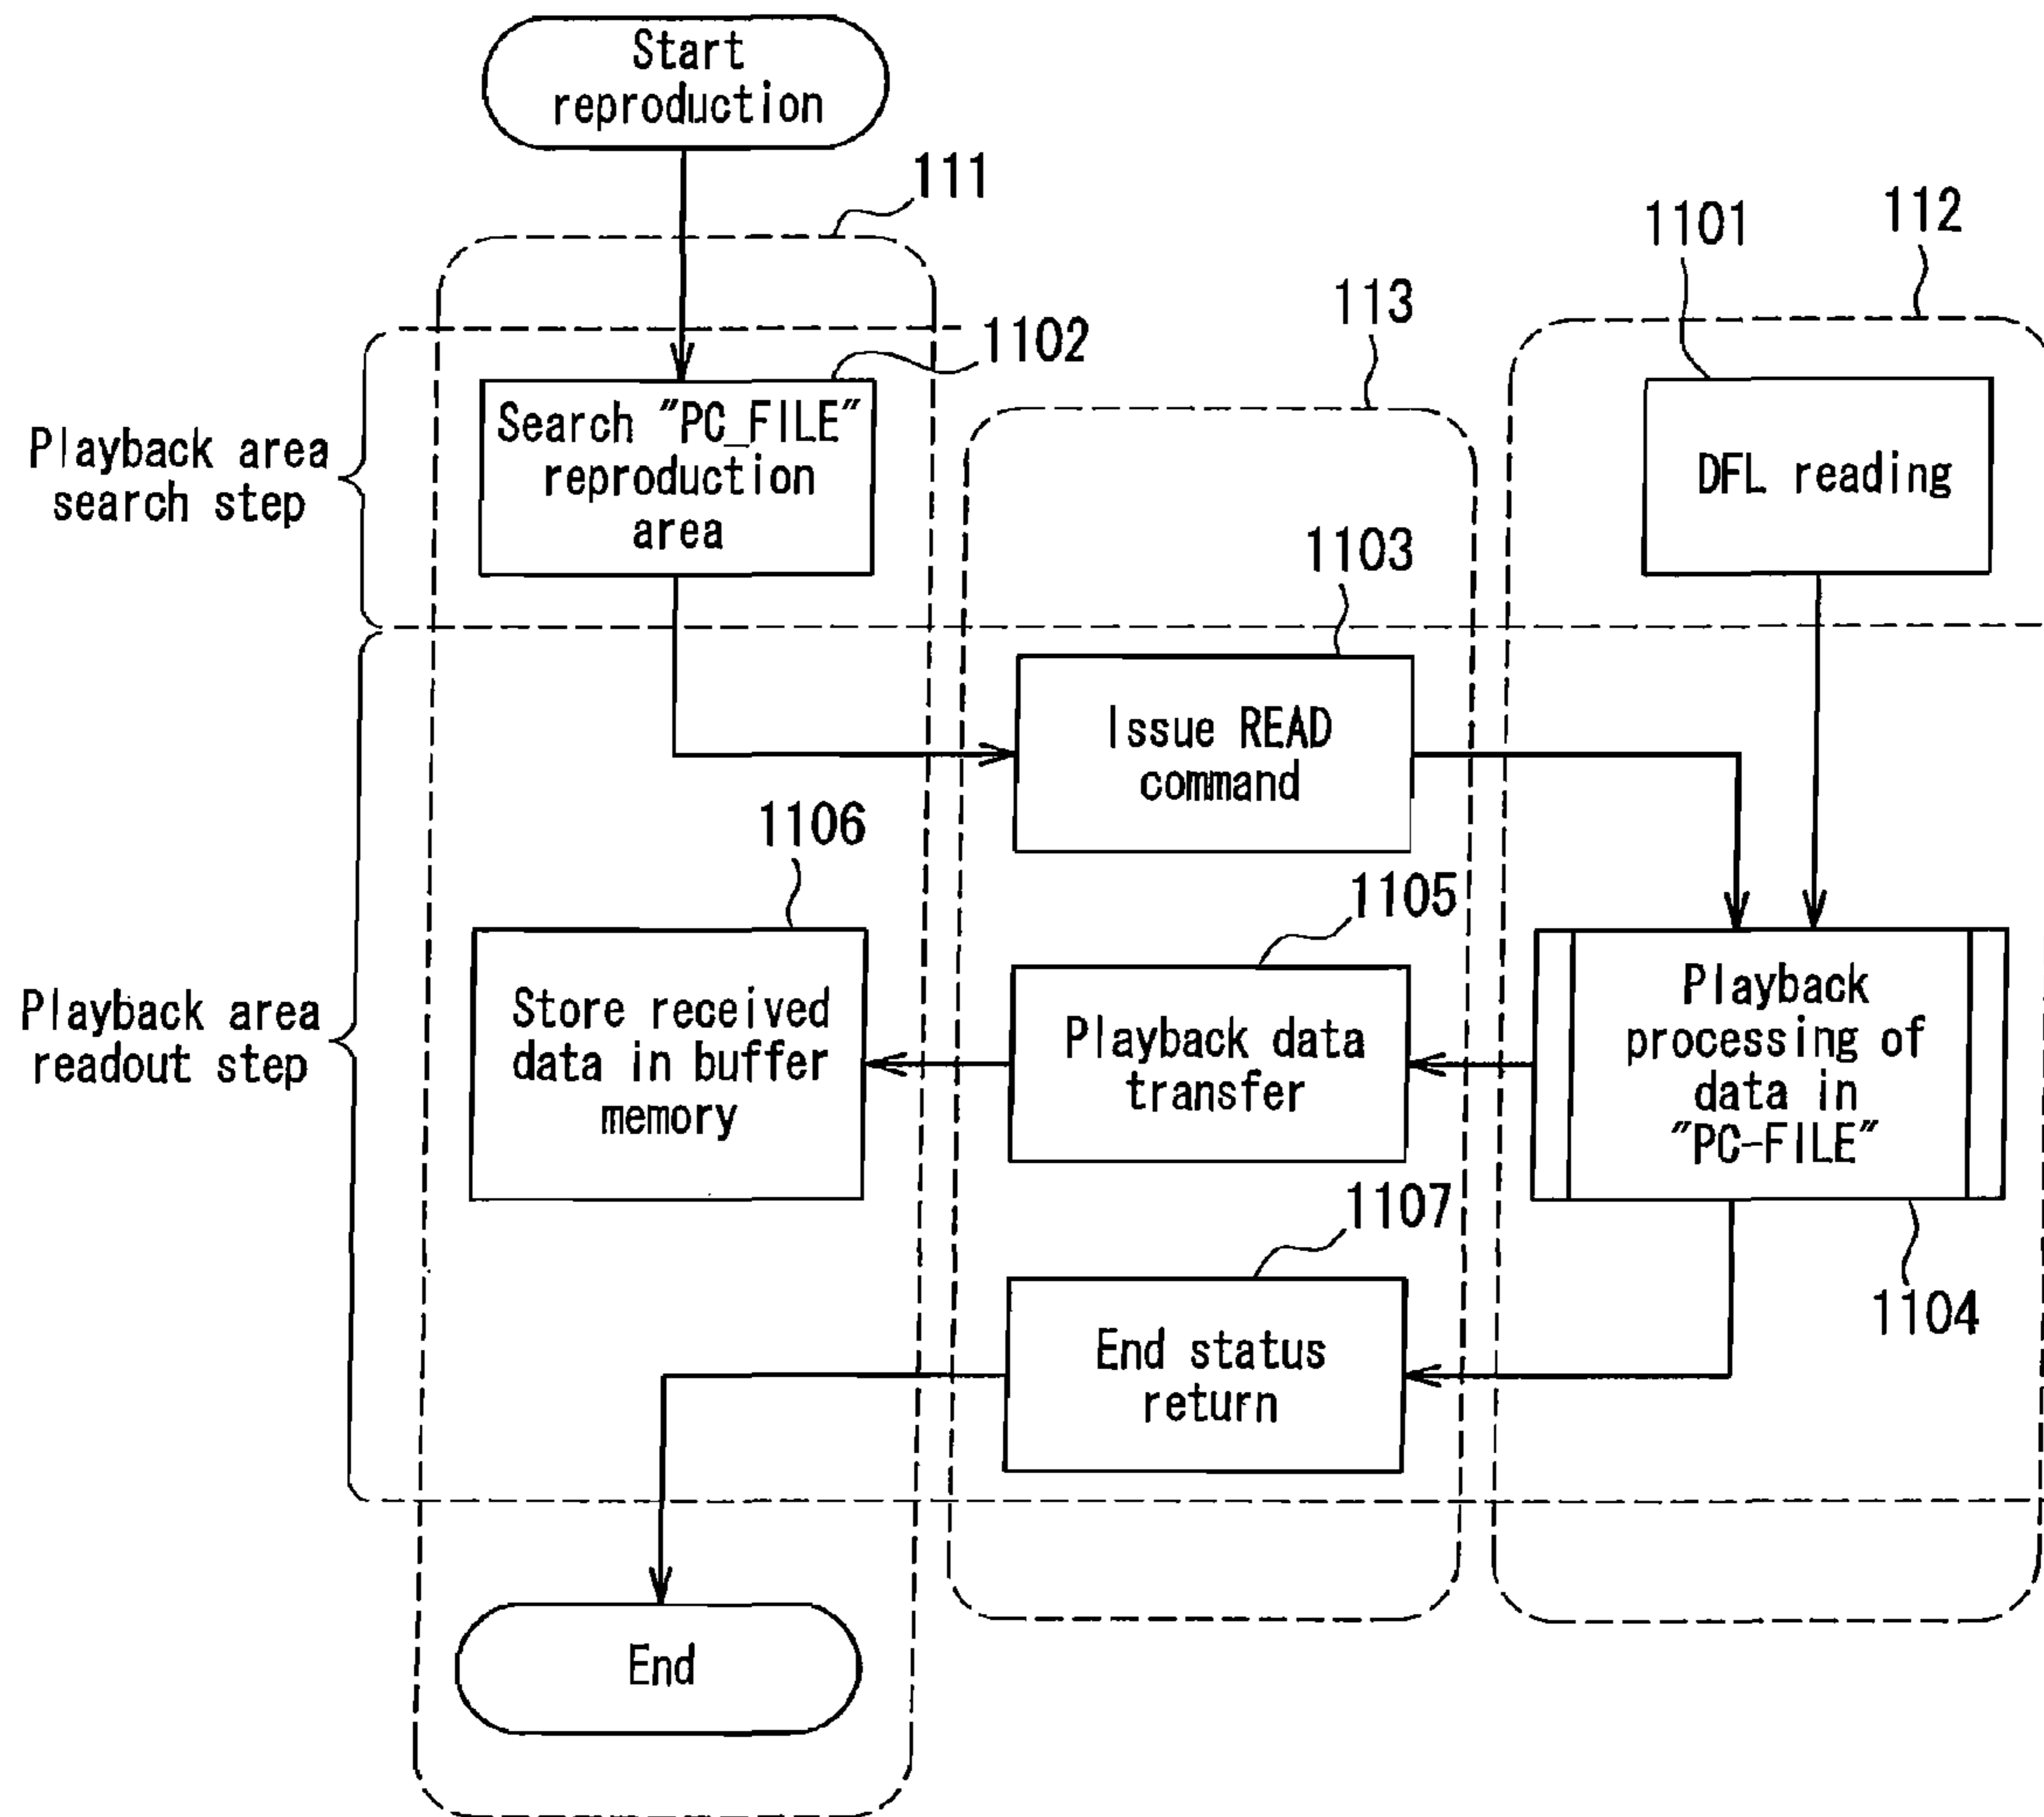 Start
reproduction
111
112
1101
113
1102
Playback area
search step
Search "PC_FILE"
reproduction
area
DFL reading
1103
Issue READ
command
1106
1105
Playback area
readout step
Store received
data in buffer
memory
Playback data
transfer
Playback
processing of
data in
"PC-FILE"
1107
1104
End status
return
End